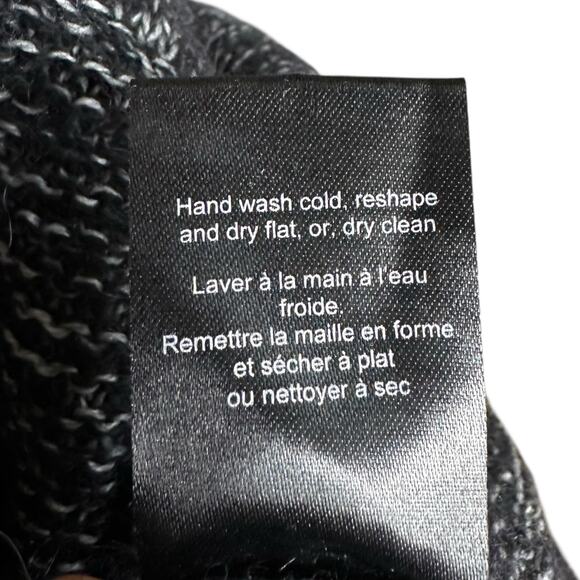 Hand wash cold, reshape
and dry flat, or, dry clean
Laver à la main à l'eau
froide.
Remettre la maille en forme
et sécher à plat
ou nettoyer à sec